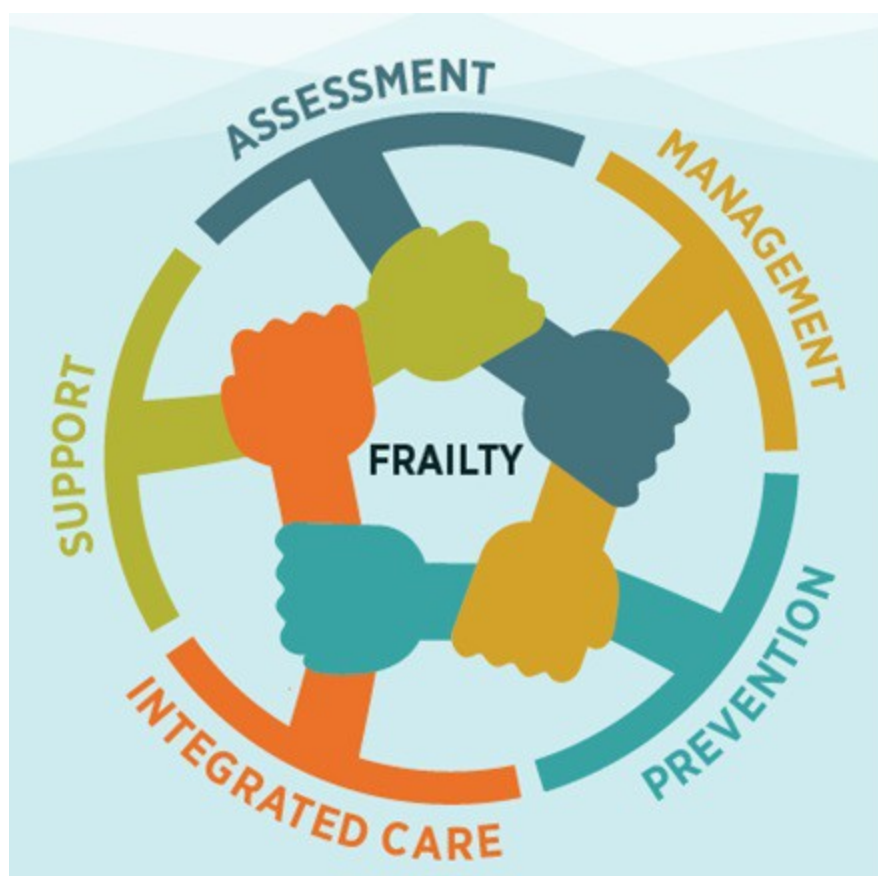 ASSESSMENT
MANAGEMENT
PREVENTION
INTEGRATED CARE
SUPPORT
FRAILTY